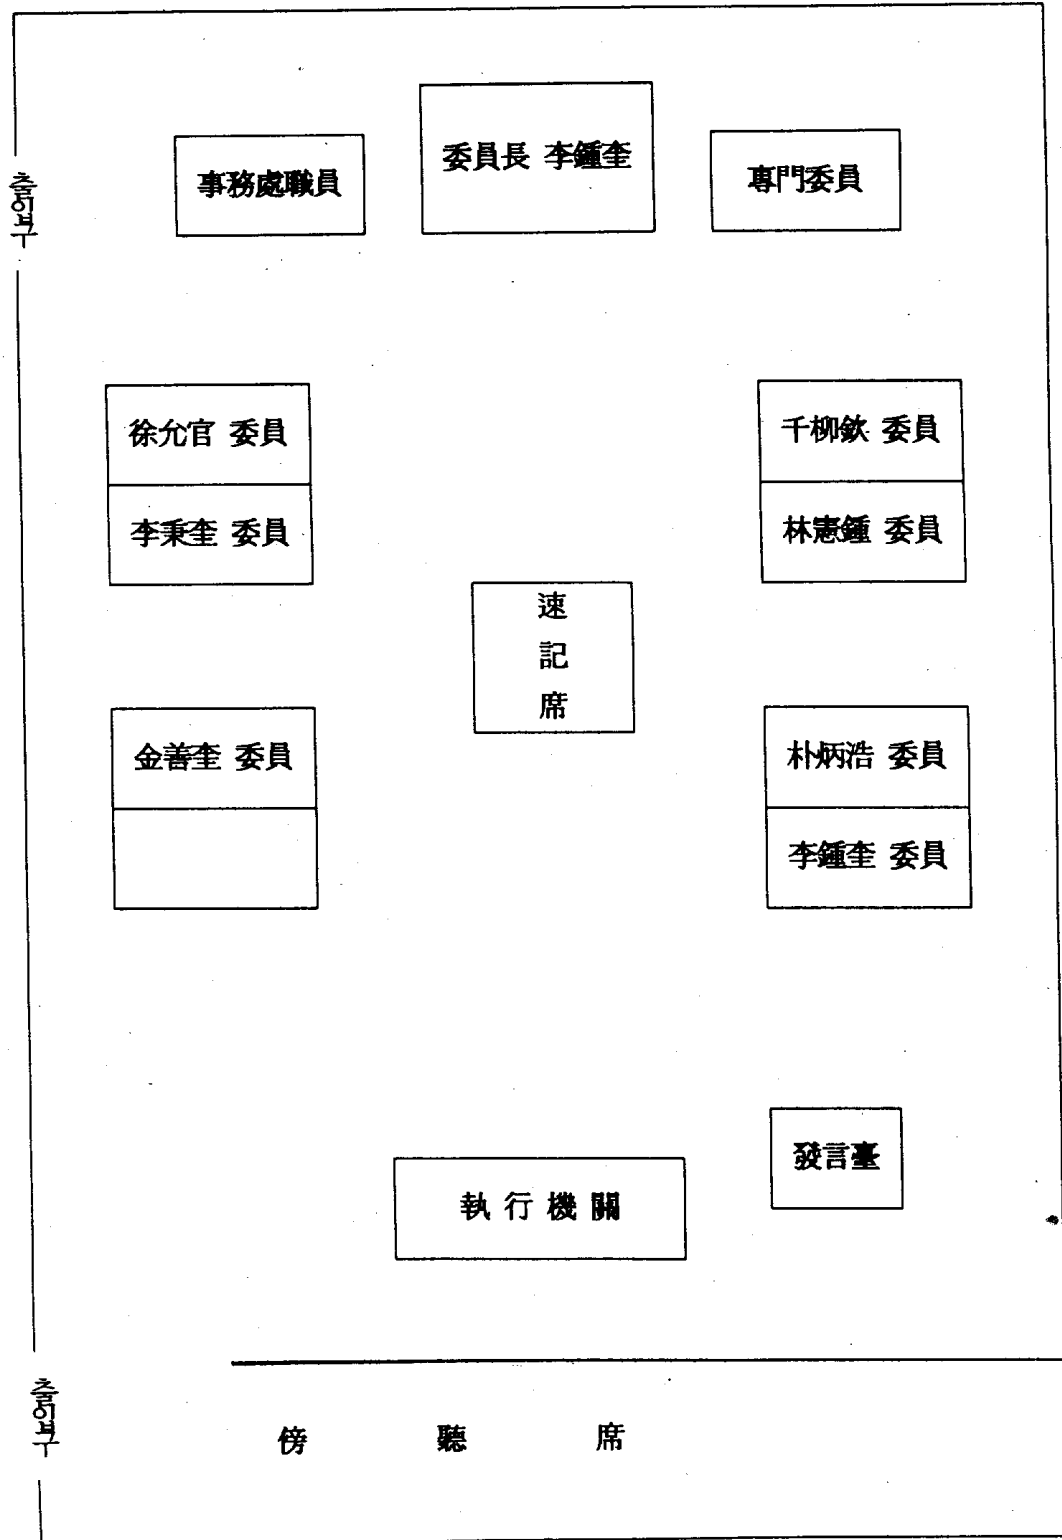 委員長 李鍾奎
事務處職員
專門委員
출입구
徐允官 委員
千柳欽 委員
李秉奎 委員
林憲鍾 委員
速
記
席
金善奎 委員
朴炳浩 委員
李鍾奎 委員
發言臺
執行機關
출입구
傍聽席